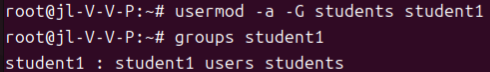 root@jl-V-V-P:~# usermod -a -G students student1
root@jl-V-V-P:~# groups student1
student1 : student1 users students